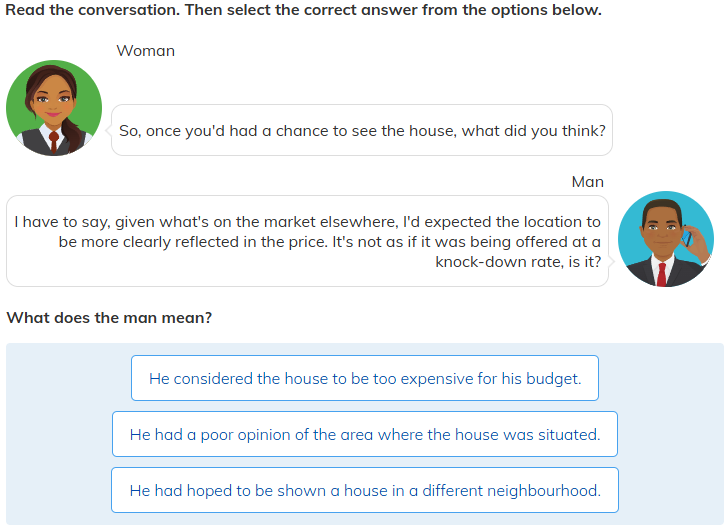 Read the conversation. Then select the correct answer from the options below.
Woman
So, once you'd had a chance to see the house, what did you think?
Man
I have to say, given what's on the market elsewhere, I'd expected the location to
be more clearly reflected in the price. It's not as if it was being offered at a
knock-down rate, is it?
What does the man mean?
He considered the house to be too expensive for his budget.
He had a poor opinion of the area where the house was situated.
He had hoped to be shown a house in a different neighbourhood.